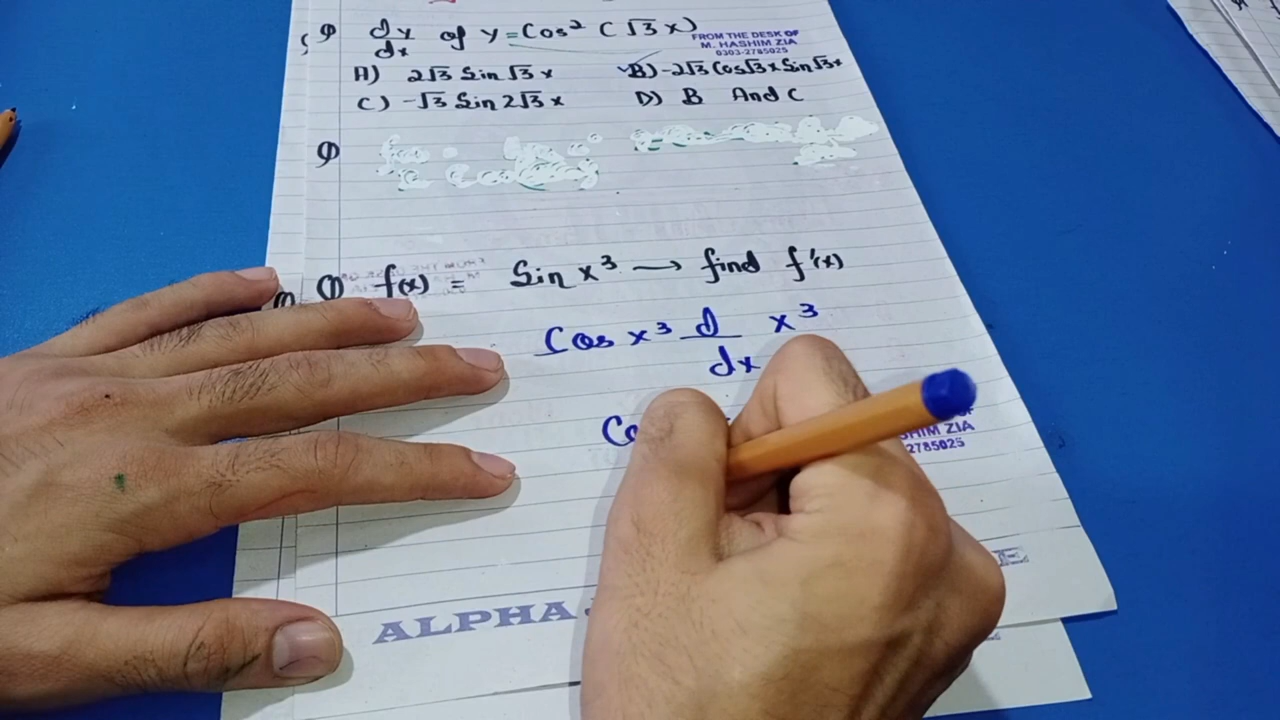 Q dy/dx of y = Cos² (√3 x)
FROM THE DESK OF
M. HASHIM ZIA
0303-2785025
A) 2√3 Sin √3 x B) -2√3 Cos√3 x Sin√3 x
C) -√3 Sin 2√3 x D) B And C
Q
Q f(x) = Sin x³ → find f'(x)
Cos x³ d/dx x³
Co
SHIM ZIA
2785025
ALPHA